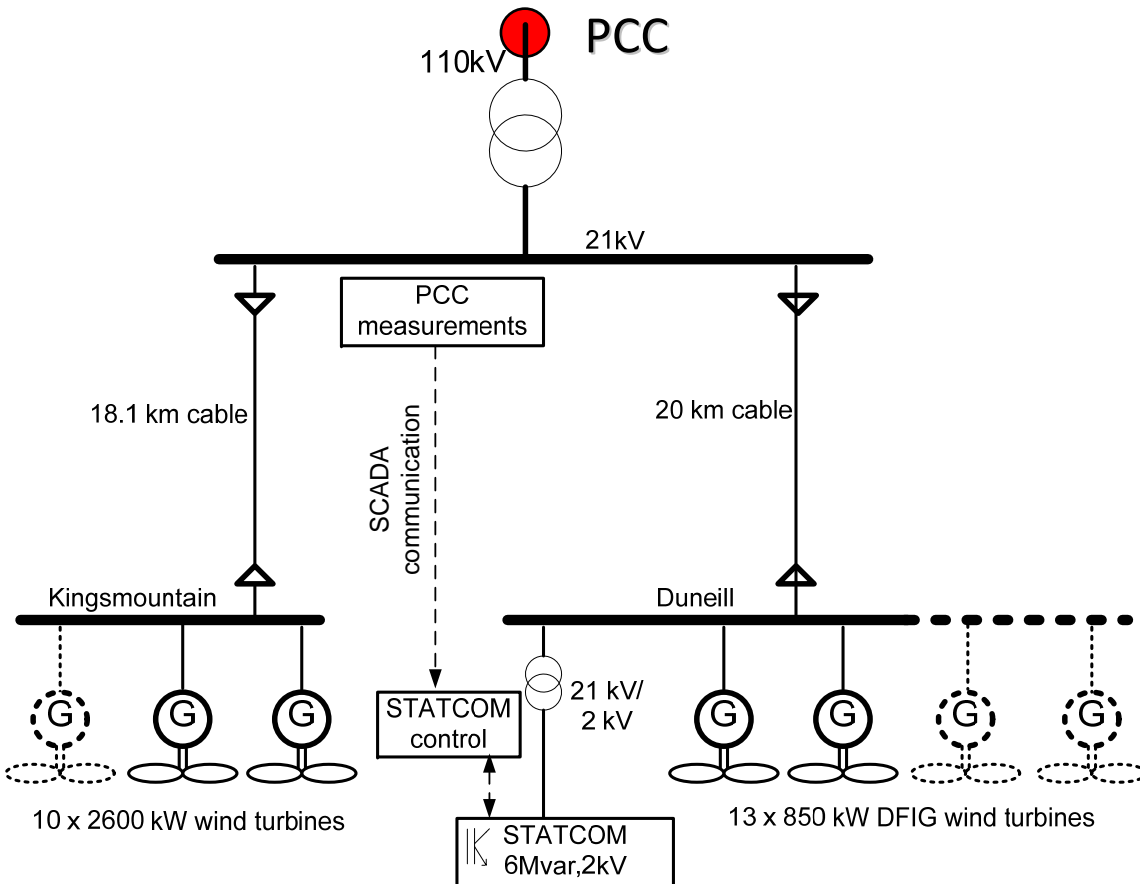 PCC
110kV
21kV
PCC
measurements
18.1 km cable
20 km cable
SCADA
communication
Kingsmountain
Duneill
G
G
G
21 kV/
2 kV
G
G
G
G
STATCOM
control
10 x 2600 kW wind turbines
13 x 850 kW DFIG wind turbines
STATCOM
6Mvar,2kV